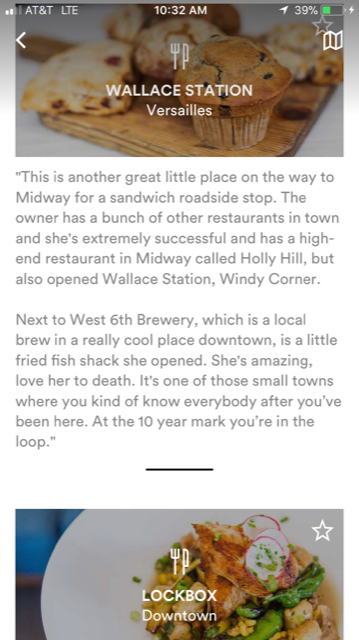 AT&T LTE 10:32 AM 39%
WALLACE STATION
Versailles
"This is another great little place on the way to
Midway for a sandwich roadside stop. The
owner has a bunch of other restaurants in town
and she's extremely successful and has a high-
end restaurant in Midway called Holly Hill, but
also opened Wallace Station, Windy Corner.
Next to West 6th Brewery, which is a local
brew in a really cool place downtown, is a little
fried fish shack she opened. She's amazing,
love her to death. It's one of those small towns
where you kind of know everybody after you've
been here. At the 10 year mark you're in the
loop."
LOCKBOX
Downtown